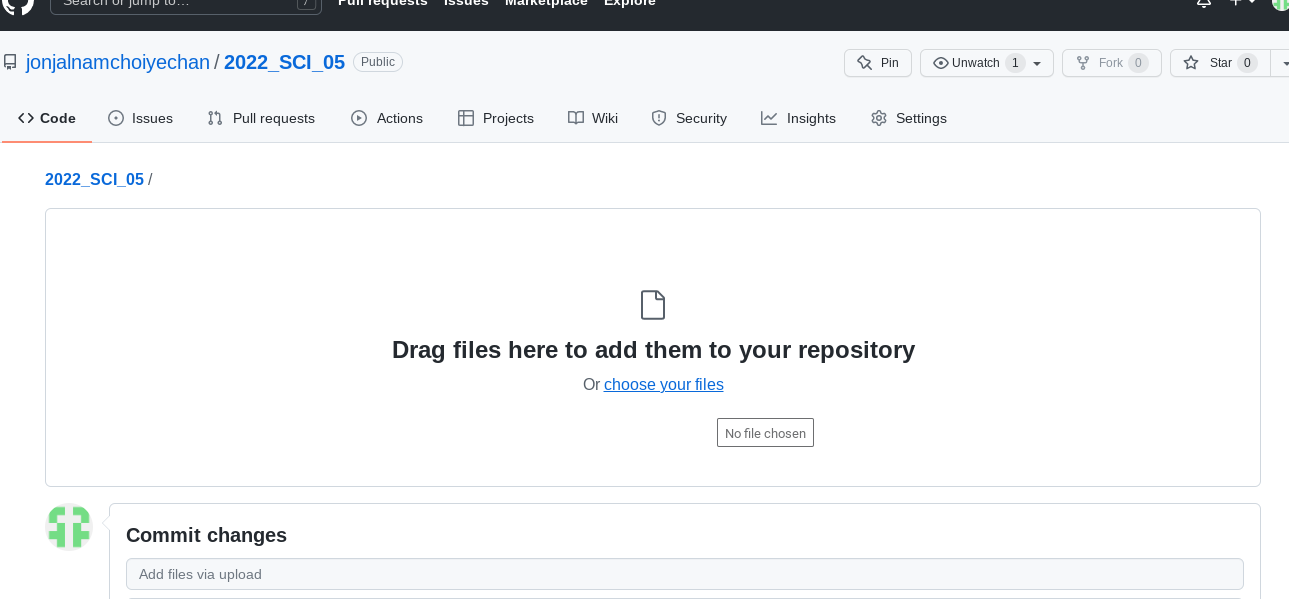 Search or jump to… /
Pull requests Issues Marketplace Explore
jonjalnamchoiyechan / 2022_SCI_05 Public
Pin Unwatch 1 Fork 0 Star 0
Code Issues Pull requests Actions Projects Wiki Security Insights Settings
2022_SCI_05 /
Drag files here to add them to your repository
Or choose your files
No file chosen
Commit changes
Add files via upload